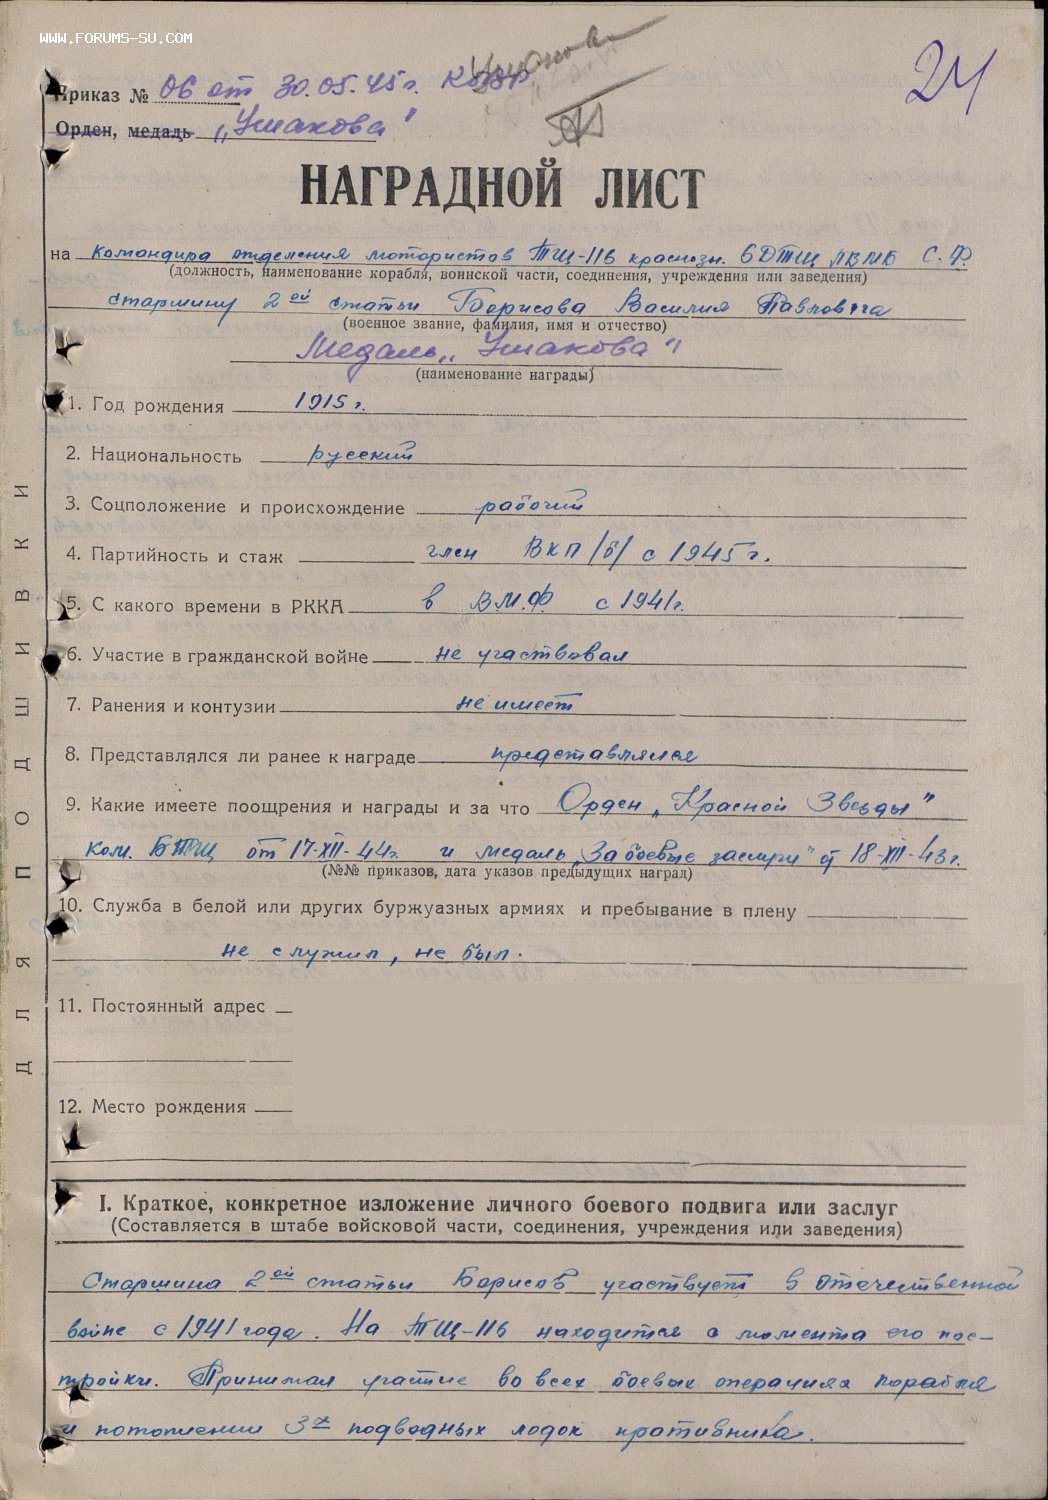 WWW.FORUMS-SU.COM
24
Приказ № 06 от 30.05.45 г.
Орден, медаль „Ушакова"
НАГРАДНОЙ ЛИСТ
на командира отделения мотористов ТЩ-116 краснозн. 6 ДТЩ ПВМБ С.Ф
(должность, наименование корабля, воинской части, соединения, учреждения или заведения)
старшину 2ой статьи Борисова Василия Павловича
(военное звание, фамилия, имя и отчество)
Медаль „Ушакова"
(наименование награды)
1. Год рождения 1915 г.
2. Национальность русский
3. Соцположение и происхождение рабочий
4. Партийность и стаж член ВКП/б/ с 1945 г.
5. С какого времени в РККА в В.М.Ф. с 1941 г.
6. Участие в гражданской войне не участвовал
7. Ранения и контузии не имеет
8. Представлялся ли ранее к награде представлялся
9. Какие имеете поощрения и награды и за что Орден „Красной Звезды"
ком. БТЩ от 17-XII-44г. и медаль „За боевые заслуги" от 18-XII-43г.
(№№ приказов, дата указов предыдущих наград)
10. Служба в белой или других буржуазных армиях и пребывание в плену
не служил, не был.
11. Постоянный адрес
12. Место рождения
I. Краткое, конкретное изложение личного боевого подвига или заслуг
(Составляется в штабе войсковой части, соединения, учреждения или заведения)
Старшина 2ой статьи Борисов участвует в отечественной
войне с 1941 года. На ТЩ-116 находится с момента его пос-
тройки. Принимал участие во всех боевых операциях корабля
и потоплении 3х подводных лодок противника.
ДЛЯ ПОДШИВКИ